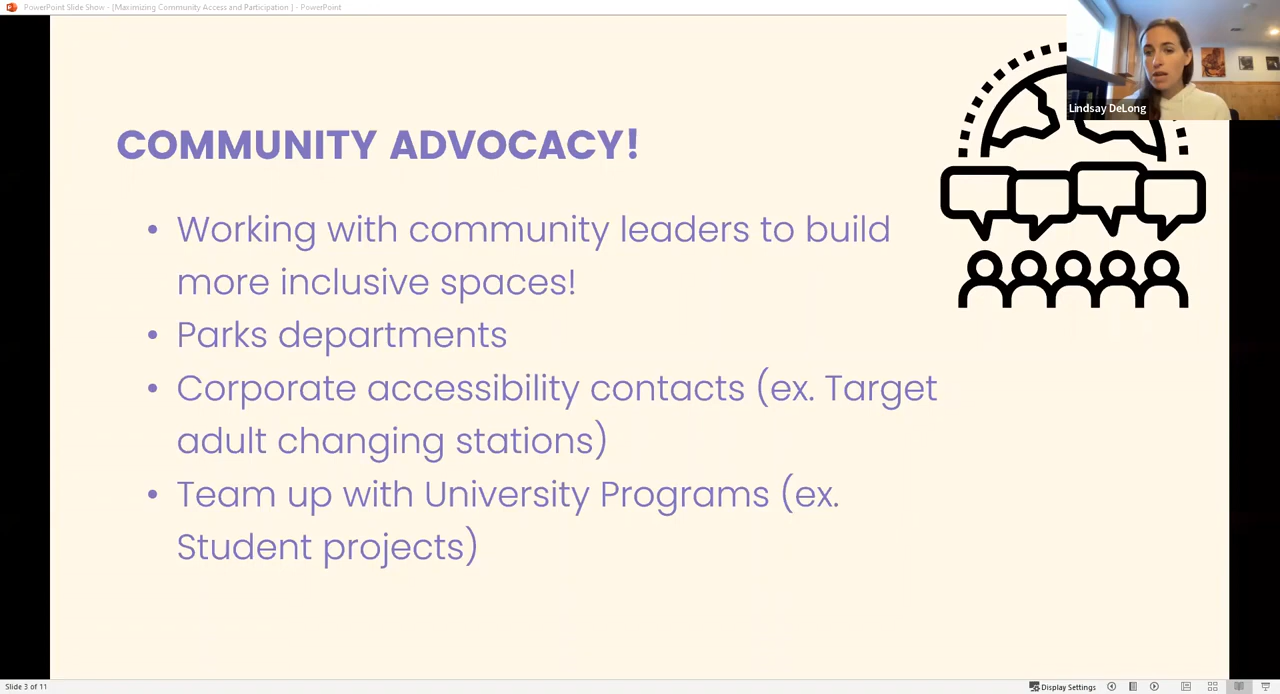 PowerPoint Slide Show - [Maximizing Community Access and Participation ] - PowerPoint
Lindsay DeLong
COMMUNITY ADVOCACY!
• Working with community leaders to build
more inclusive spaces!
• Parks departments
• Corporate accessibility contacts (ex. Target
adult changing stations)
• Team up with University Programs (ex.
Student projects)
Slide 3 of 11
Display Settings